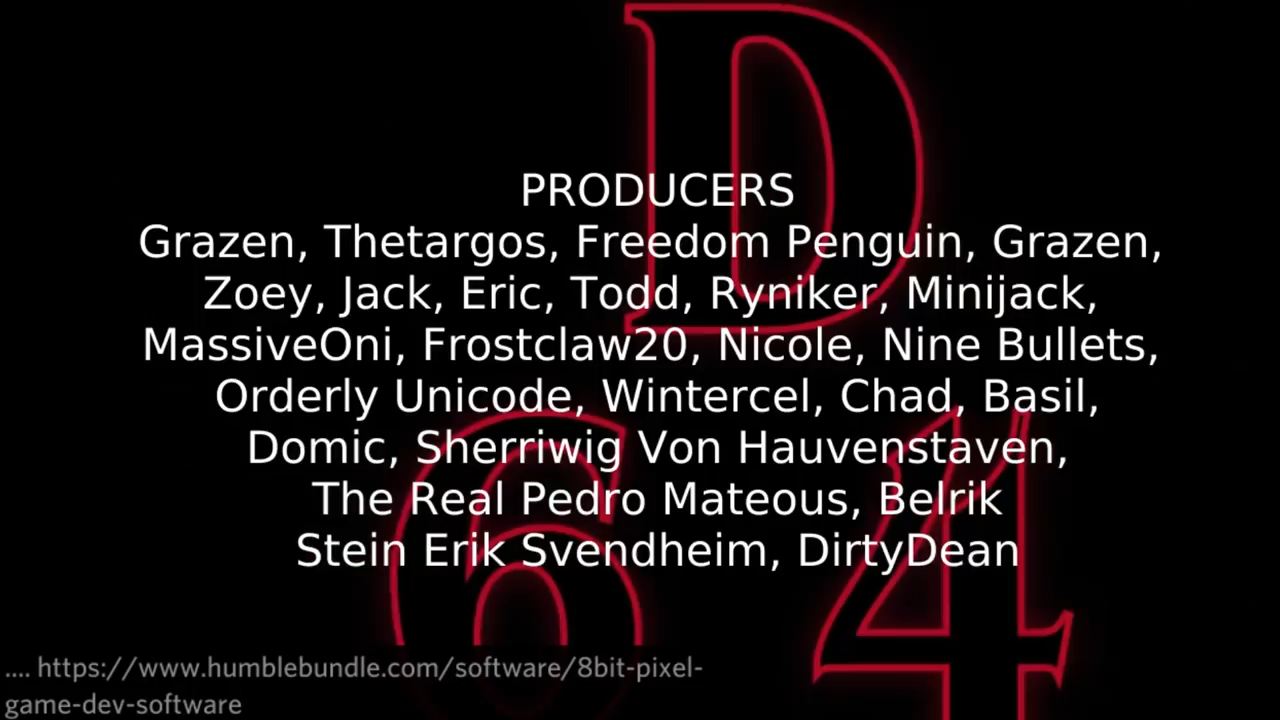 D
PRODUCERS
Grazen, Thetargos, Freedom Penguin, Grazen,
Zoey, Jack, Eric, Todd, Ryniker, Minijack,
MassiveOni, Frostclaw20, Nicole, Nine Bullets,
Orderly Unicode, Wintercel, Chad, Basil,
Domic, Sherriwig Von Hauvenstaven,
The Real Pedro Mateous, Belrik
Stein Erik Svendheim, DirtyDean
64
.... https://www.humblebundle.com/software/8bit-pixel-
game-dev-software